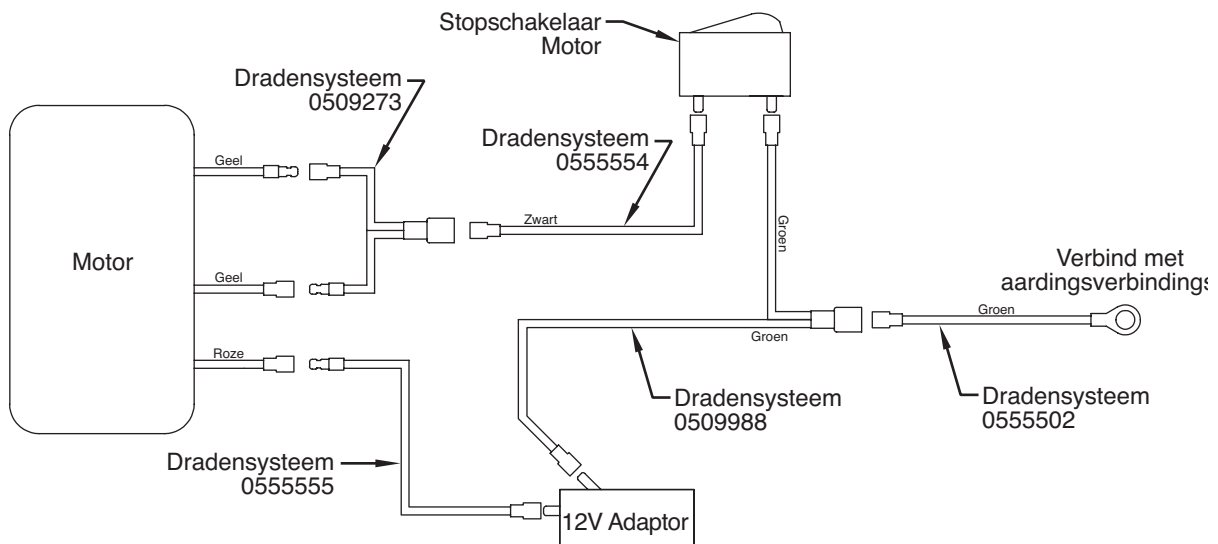 Stopschakelaar
Motor
Dradensysteem
0509273
Dradensysteem
0555554
Geel
Zwart
Groen
Motor
Geel
Verbind met
aardingsverbindings
Groen
Groen
Roze
Dradensysteem
0509988
Dradensysteem
0555502
Dradensysteem
0555555
12V Adaptor